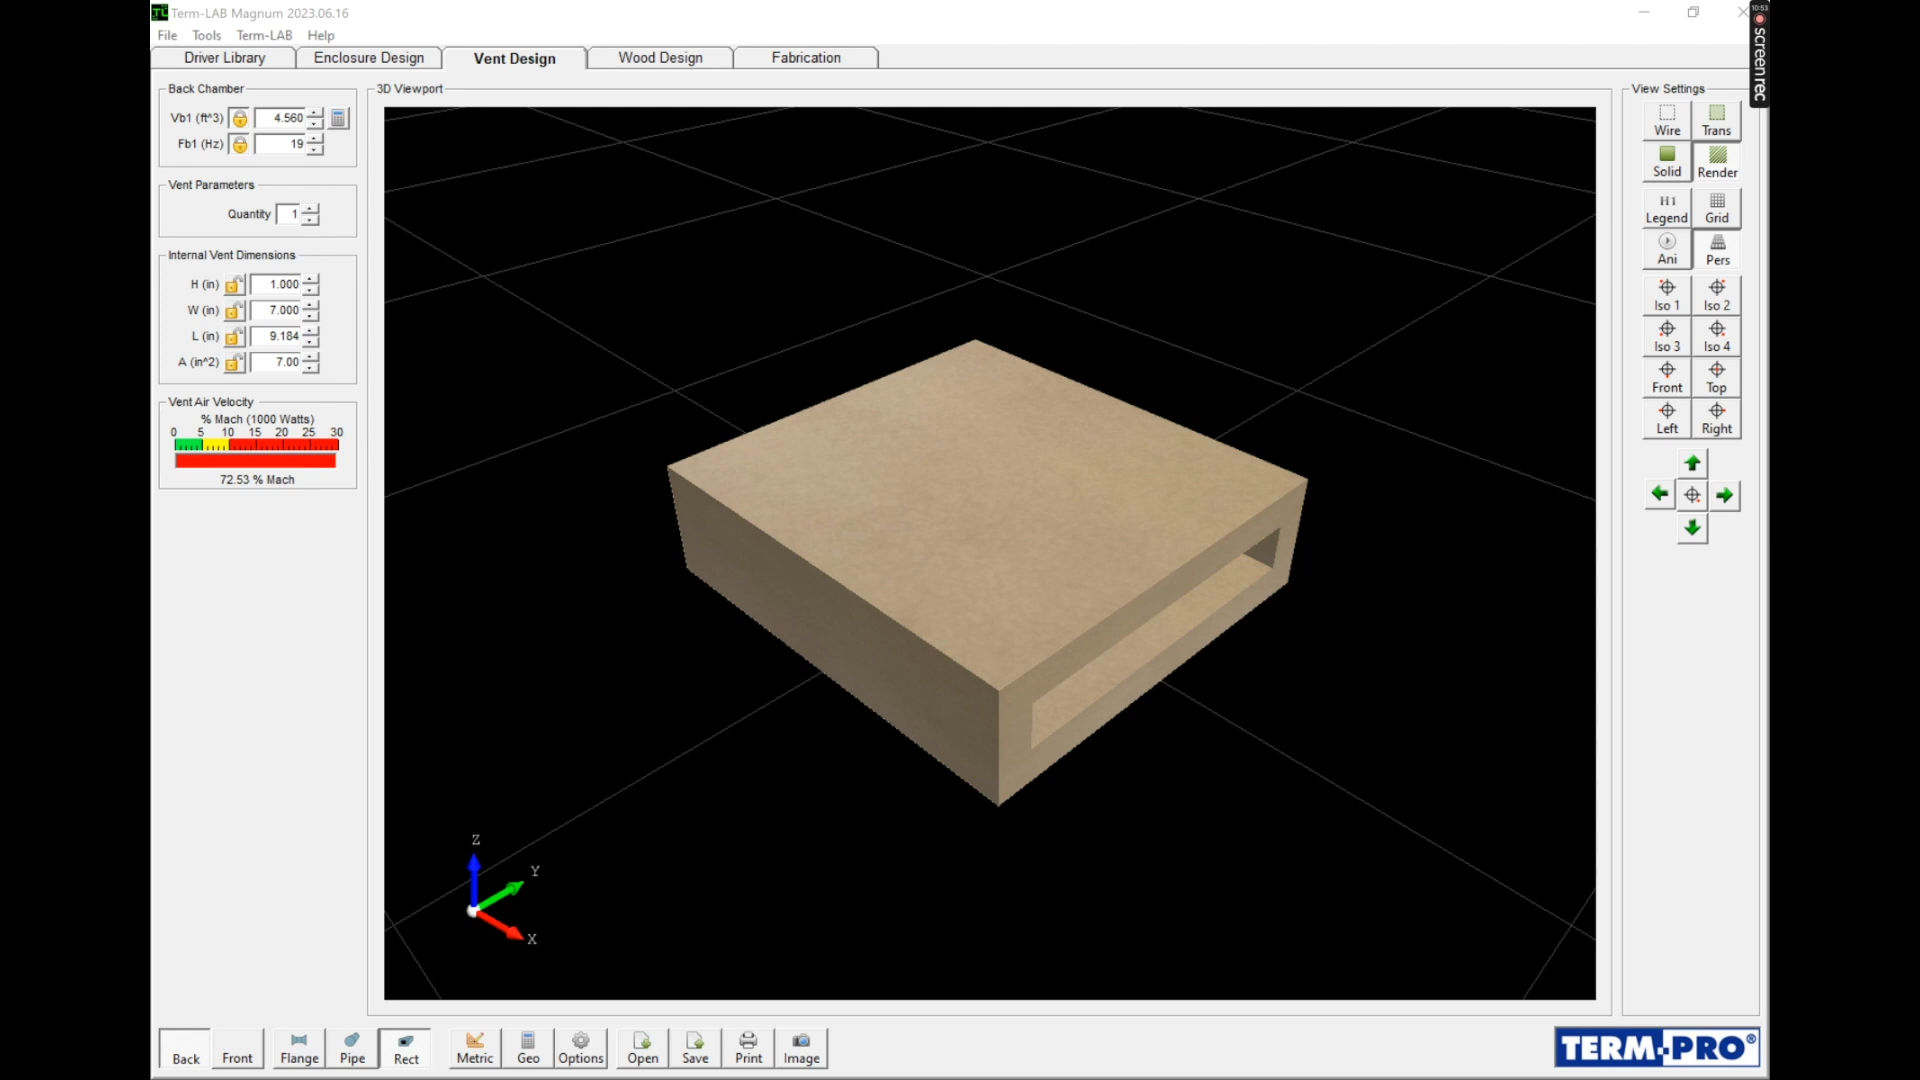 Term-LAB Magnum 2023.06.16
File Tools Term-LAB Help
Driver Library Enclosure Design Vent Design Wood Design Fabrication
Back Chamber
Vb1 (ft^3) 4.560
Fb1 (Hz) 19
Vent Parameters
Quantity 1
Internal Vent Dimensions
H (in) 1.000
W (in) 7.000
L (in) 9.184
A (in^2) 7.00
Vent Air Velocity
% Mach (1000 Watts)
0 5 10 15 20 25 30
72.53 % Mach
3D Viewport
Z
Y
X
View Settings
Wire Trans
Solid Render
H1
Legend Grid
Ani Pers
Iso 1 Iso 2
Iso 3 Iso 4
Front Top
Left Right
10:53
screen rec
Back Front Flange Pipe Rect Metric Geo Options Open Save Print Image
TERM-PRO®